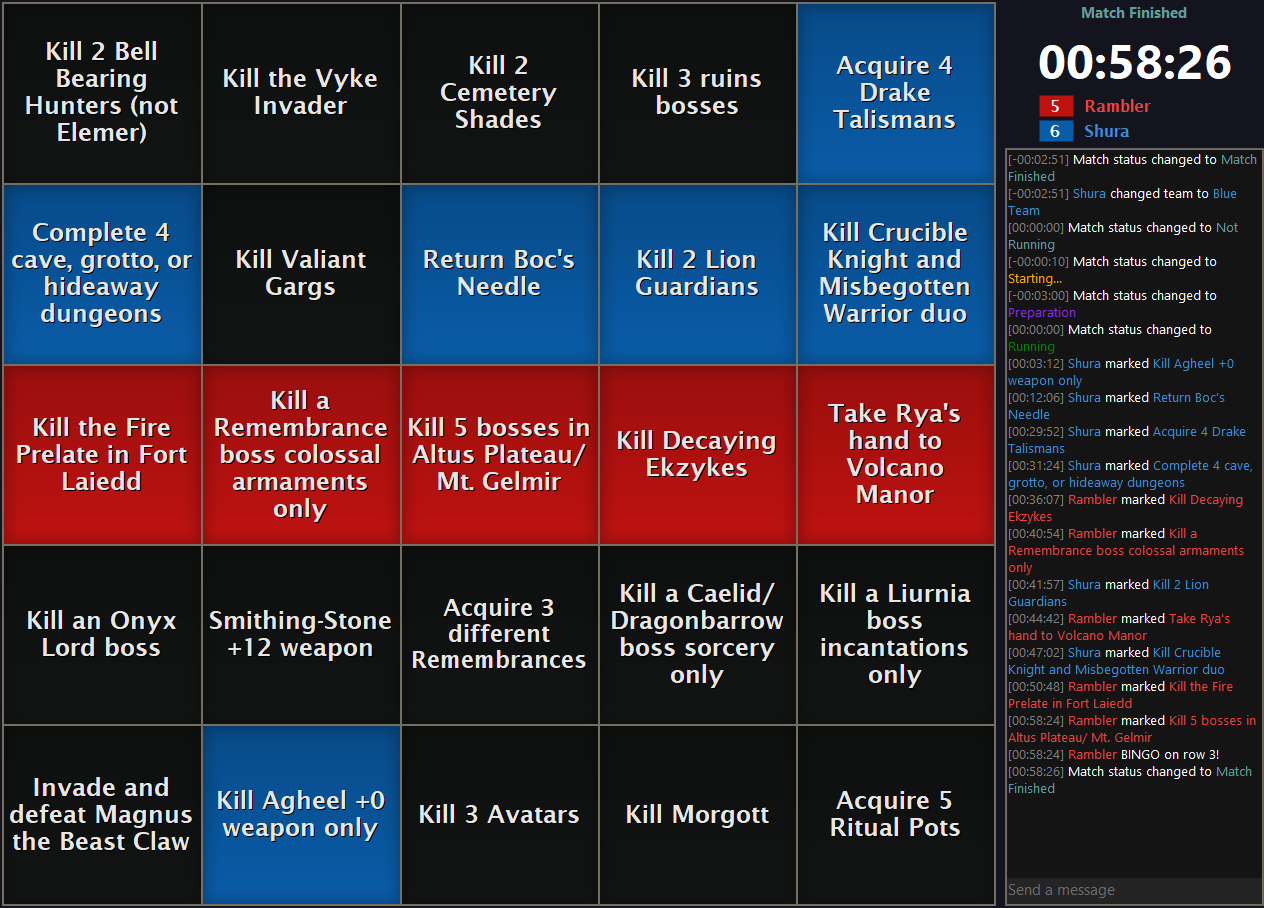 Kill 2 Bell
Bearing
Hunters (not
Elemer)
Kill the Vyke
Invader
Kill 2
Cemetery
Shades
Kill 3 ruins
bosses
Acquire 4
Drake
Talismans
Complete 4
cave, grotto, or
hideaway
dungeons
Kill Valiant
Gargs
Return Boc's
Needle
Kill 2 Lion
Guardians
Kill Crucible
Knight and
Misbegotten
Warrior duo
Kill the Fire
Prelate in Fort
Laiedd
Kill a
Remembrance
boss colossal
armaments
only
Kill 5 bosses in
Altus Plateau/
Mt. Gelmir
Kill Decaying
Ekzykes
Take Rya's
hand to
Volcano
Manor
Kill an Onyx
Lord boss
Smithing-Stone
+12 weapon
Acquire 3
different
Remembrances
Kill a Caelid/
Dragonbarrow
boss sorcery
only
Kill a Liurnia
boss
incantations
only
Invade and
defeat Magnus
the Beast Claw
Kill Agheel +0
weapon only
Kill 3 Avatars
Kill Morgott
Acquire 5
Ritual Pots
Match Finished
00:58:26
5 Rambler
6 Shura
[-00:02:51] Match status changed to Match
Finished
[-00:02:51] Shura changed team to Blue
Team
[00:00:00] Match status changed to Not
Running
[-00:00:10] Match status changed to
Starting...
[-00:03:00] Match status changed to
Preparation
[00:00:00] Match status changed to
Running
[00:03:12] Shura marked Kill Agheel +0
weapon only
[00:12:06] Shura marked Return Boc's
Needle
[00:29:52] Shura marked Acquire 4 Drake
Talismans
[00:31:24] Shura marked Complete 4 cave,
grotto, or hideaway dungeons
[00:36:07] Rambler marked Kill Decaying
Ekzykes
[00:40:54] Rambler marked Kill a
Remembrance boss colossal armaments
only
[00:41:57] Shura marked Kill 2 Lion
Guardians
[00:44:42] Rambler marked Take Rya's
hand to Volcano Manor
[00:47:02] Shura marked Kill Crucible
Knight and Misbegotten Warrior duo
[00:50:48] Rambler marked Kill the Fire
Prelate in Fort Laiedd
[00:58:24] Rambler marked Kill 5 bosses in
Altus Plateau/ Mt. Gelmir
[00:58:24] Rambler BINGO on row 3!
[00:58:26] Match status changed to Match
Finished
Send a message